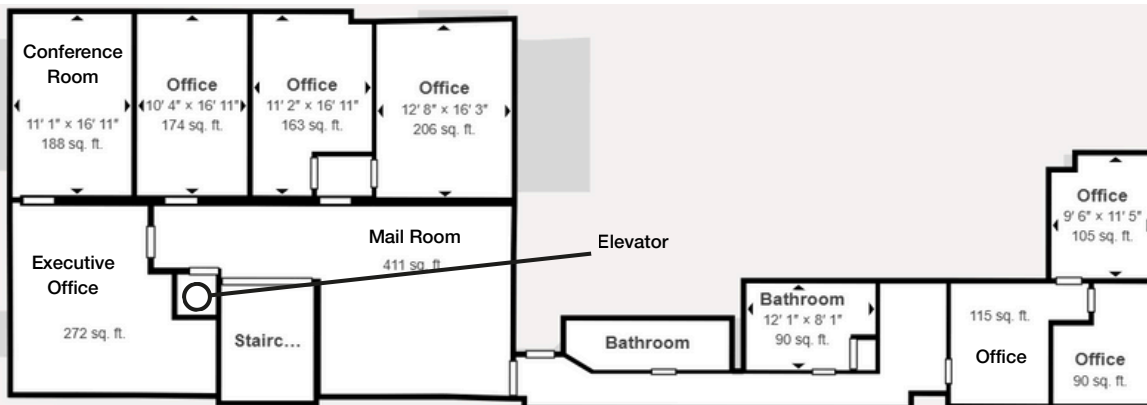 Conference
Room
11' 1" × 16' 11"
188 sq. ft.
Office
10' 4" × 16' 11"
174 sq. ft.
Office
11' 2" × 16' 11"
163 sq. ft.
Office
12' 8" × 16' 3"
206 sq. ft.
Office
9' 6" × 11' 5"
105 sq. ft.
Mail Room
411 sq. ft.
Elevator
Executive
Office
272 sq. ft.
Stairc...
Bathroom
Bathroom
12' 1" × 8' 1"
90 sq. ft.
115 sq. ft.
Office
Office
90 sq. ft.